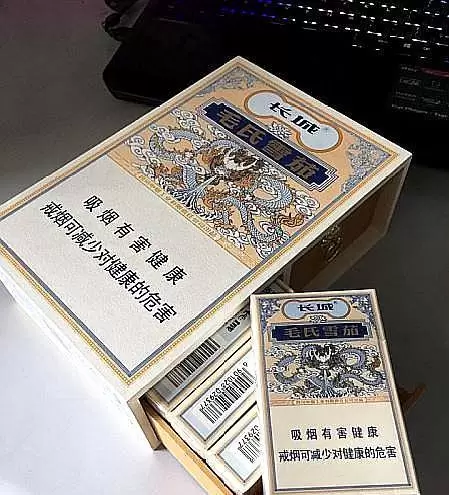 长城
毛氏雪茄
吸烟有害健康
戒烟可减少对健康的危害
长城
毛氏雪茄
吸烟有害健康
戒烟可减少对健康的危害